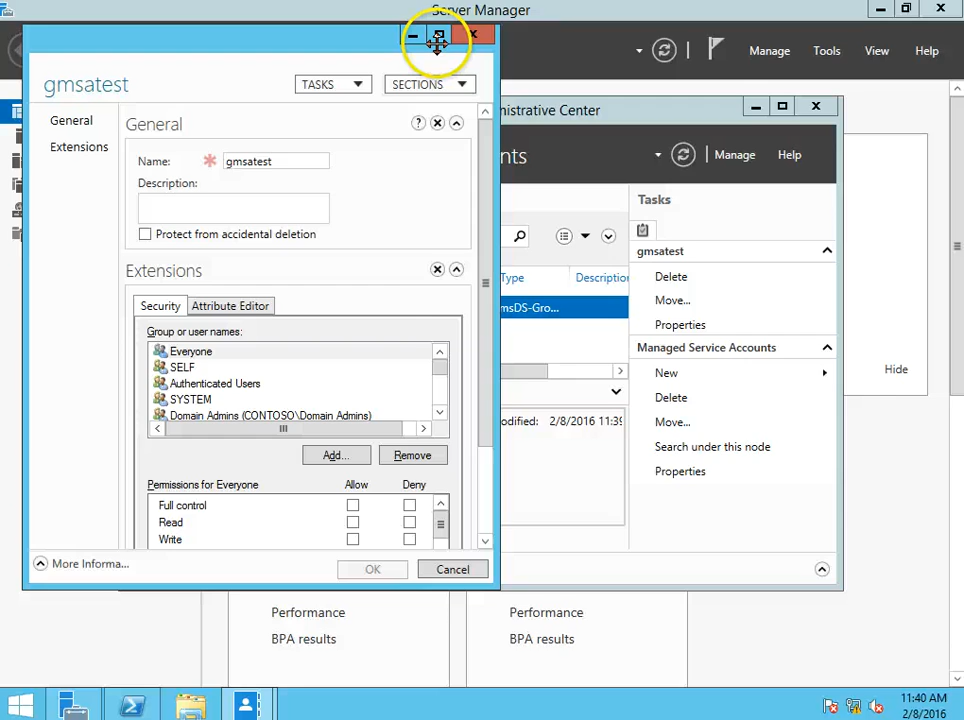 Server Manager
Manage
Tools
View
Help
gmsatest
TASKS
SECTIONS
General
Extensions
General
Name:
gmsatest
Description:
Protect from accidental deletion
Extensions
Security
Attribute Editor
Group or user names:
Everyone
SELF
Authenticated Users
SYSTEM
Domain Admins (CONTOSO\Domain Admins)
Add...
Remove
Permissions for Everyone
Allow
Deny
Full control
Read
Write
More Informa...
OK
Cancel
inistrative Center
nts
Manage
Help
Type
Description
msDS-Gro...
odified:
2/8/2016 11:39
Tasks
gmsatest
Delete
Move...
Properties
Managed Service Accounts
New
Delete
Move...
Search under this node
Properties
Hide
Performance
BPA results
Performance
BPA results
11:40 AM
2/8/2016